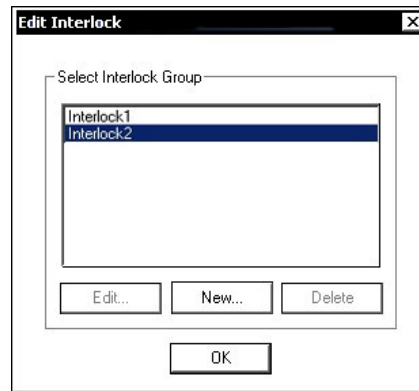 Edit Interlock
Select Interlock Group
Interlock1
Interlock2
Edit... New... Delete
OK